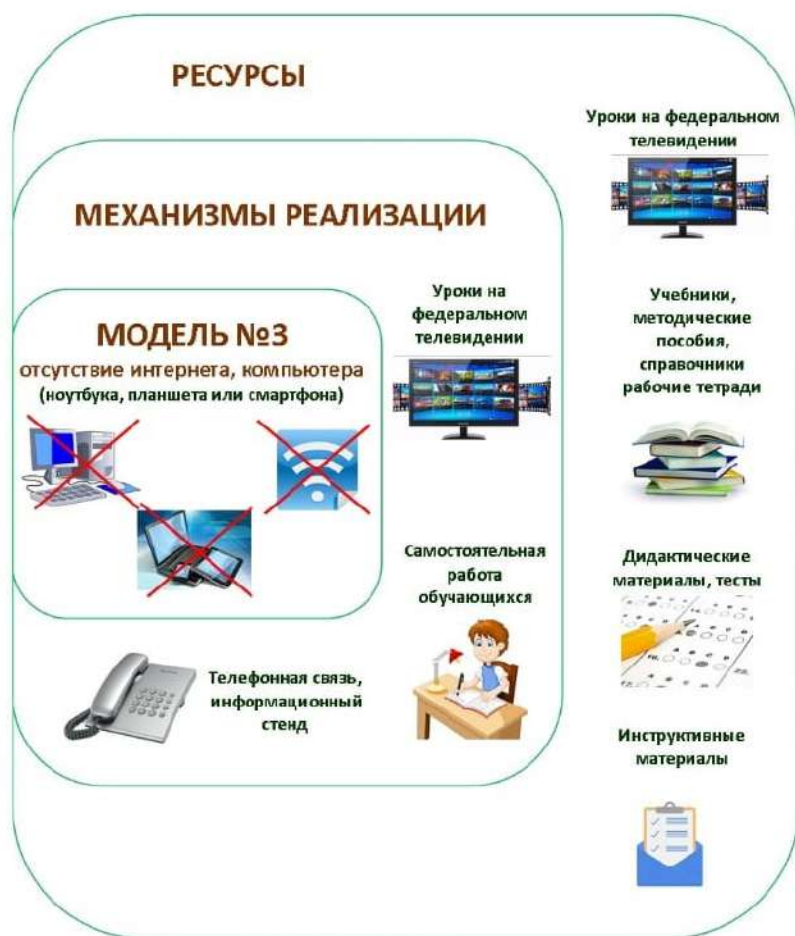 РЕСУРСЫ
Уроки на федеральном
телевидении
МЕХАНИЗМЫ РЕАЛИЗАЦИИ
Уроки на
федеральном
телевидении
Учебники,
методические
пособия,
справочники
рабочие тетради
МОДЕЛЬ №3
отсутствие интернета, компьютера
(ноутбука, планшета или смартфона)
Самостоятельная
работа
обучающихся
Дидактические
материалы, тесты
Телефонная связь,
информационный
стенд
Инструктивные
материалы